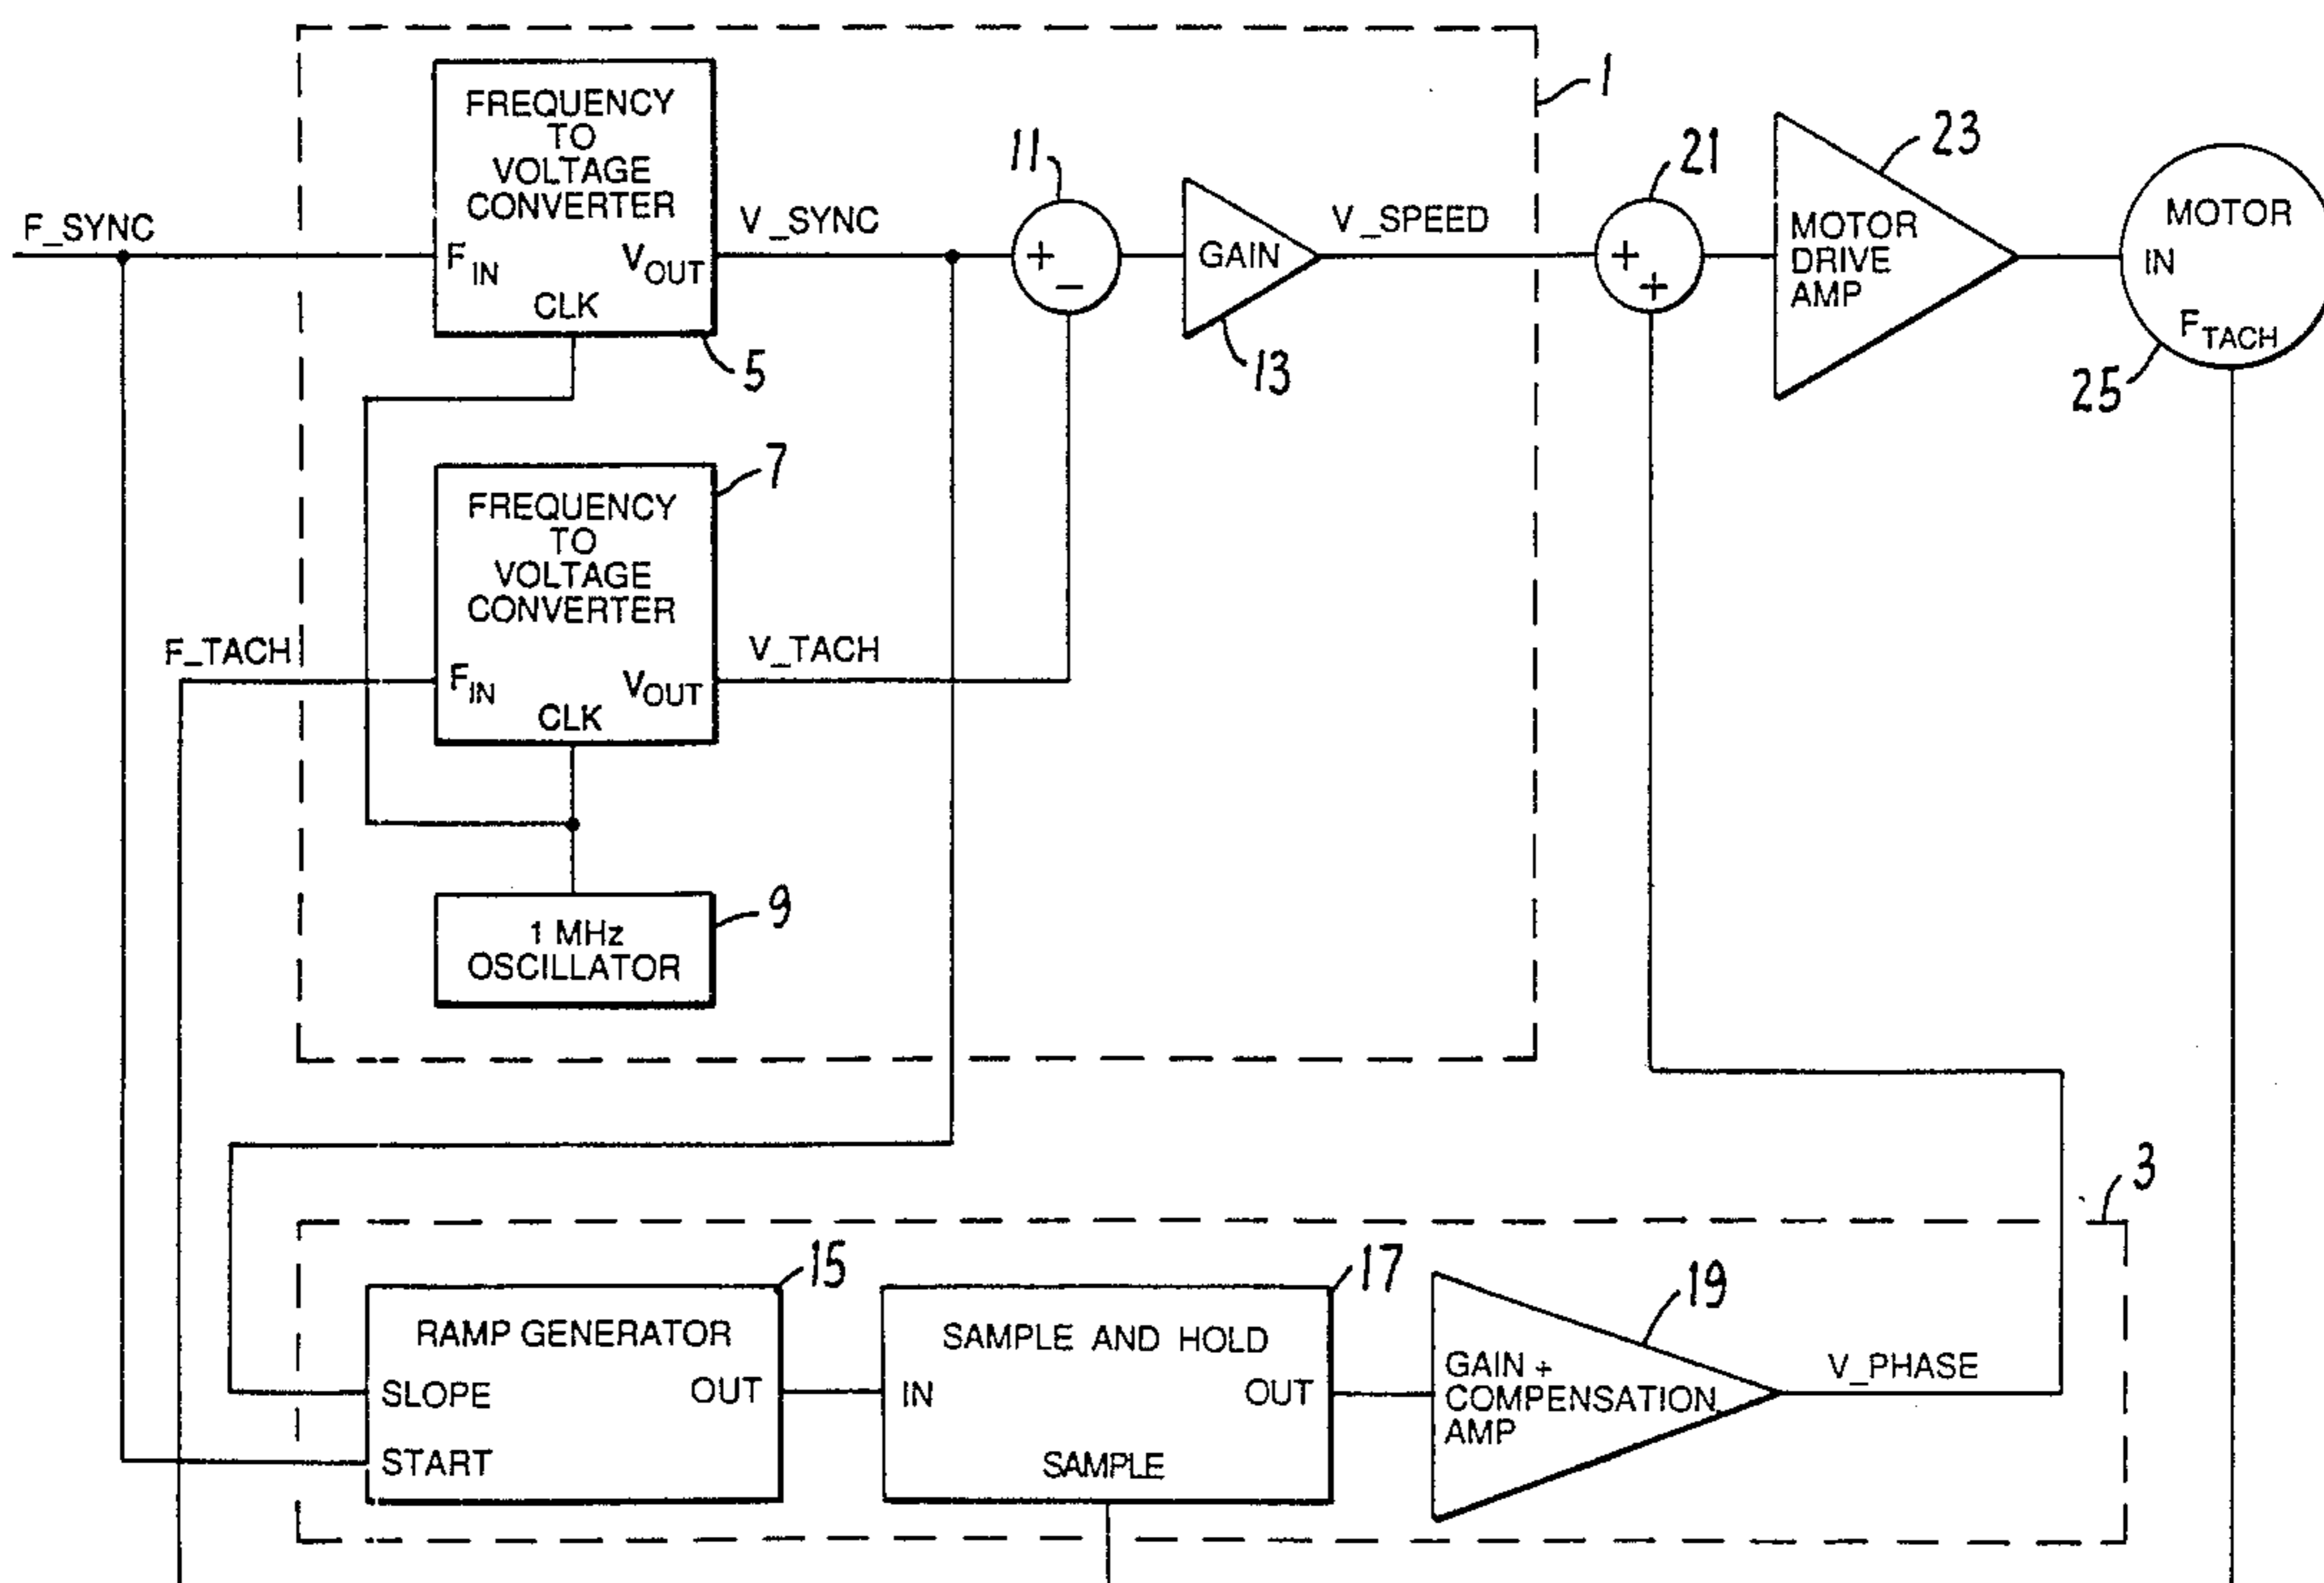 1
FREQUENCY
TO
VOLTAGE
CONVERTER
F_SYNC
F_IN
V_OUT
CLK
5
V_SYNC
11
+
−
GAIN
13
V_SPEED
21
+
+
23
MOTOR
DRIVE
AMP
MOTOR
IN
F_TACH
25
7
FREQUENCY
TO
VOLTAGE
CONVERTER
F_TACH
F_IN
V_OUT
CLK
V_TACH
9
1 MHz
OSCILLATOR
3
15
RAMP GENERATOR
SLOPE
OUT
START
17
SAMPLE AND HOLD
IN
OUT
SAMPLE
19
GAIN +
COMPENSATION
AMP
V_PHASE